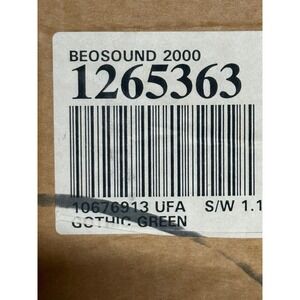 BEOSOUND 2000
1265363
10676913 UFA S/W 1.1
GOTHIC GREEN